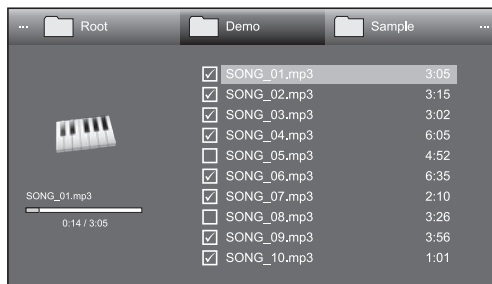 ... Root Demo Sample ...
SONG_01.mp3 3:05
SONG_02.mp3 3:15
SONG_03.mp3 3:02
SONG_04.mp3 6:05
SONG_05.mp3 4:52
SONG_06.mp3 6:35
SONG_07.mp3 2:10
SONG_08.mp3 3:26
SONG_09.mp3 3:56
SONG_10.mp3 1:01
SONG_01.mp3
0:14 / 3:05